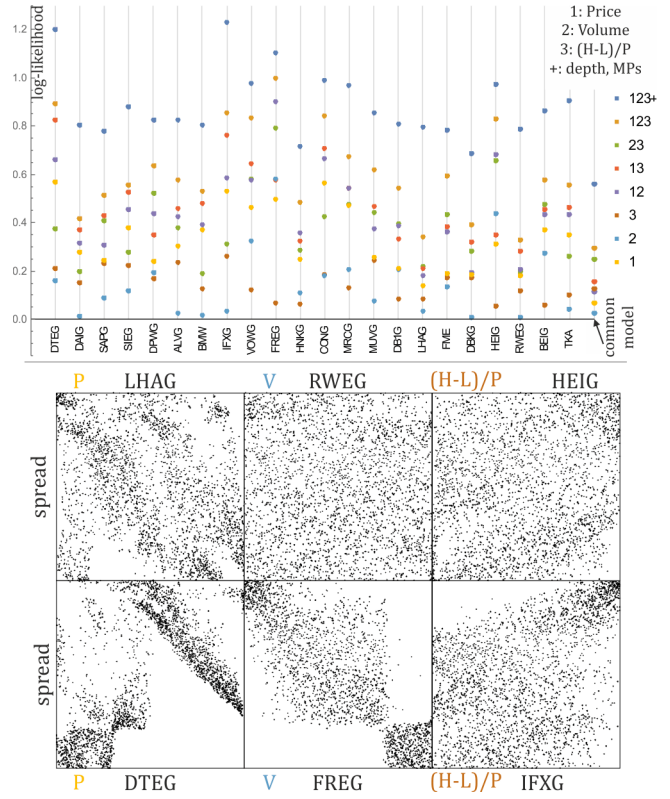 1: Price
2: Volume
3: (H-L)/P
+: depth, MPs
log-likelihood
1.2
1.0
0.8
0.6
0.4
0.2
0.0
123+
123
23
13
12
3
2
1
DTEG
DAIG
SAPG
SIEG
DPWG
ALVG
BMW
IFXG
VOWG
FREG
HNKG
CONG
MRCG
MUVG
DB1G
LHAG
FME
DBKG
HEIG
RWEG
BEIG
TKA
common
model
P LHAG V RWEG (H-L)/P HEIG
spread
spread
P DTEG V FREG (H-L)/P IFXG